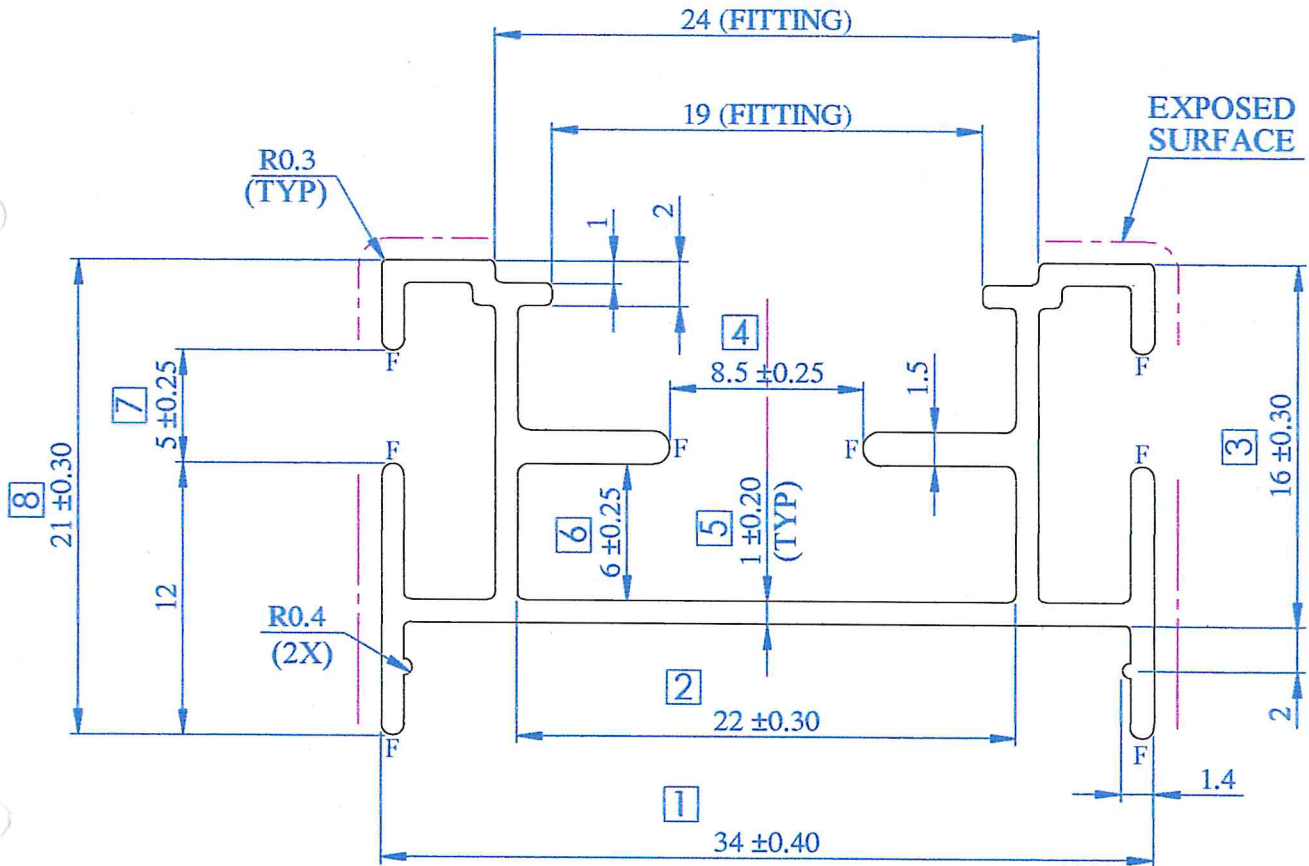 24 (FITTING)
19 (FITTING)
EXPOSED
SURFACE
R0.3
(TYP)
1
2
4
8.5 ±0.25
1.5
F
F
7
5 ±0.25
F
F
F
F
3
16 ±0.30
8
21 ±0.30
6
6 ±0.25
5
1 ±0.20
(TYP)
12
R0.4
(2X)
2
22 ±0.30
2
F
F
1.4
1
34 ±0.40